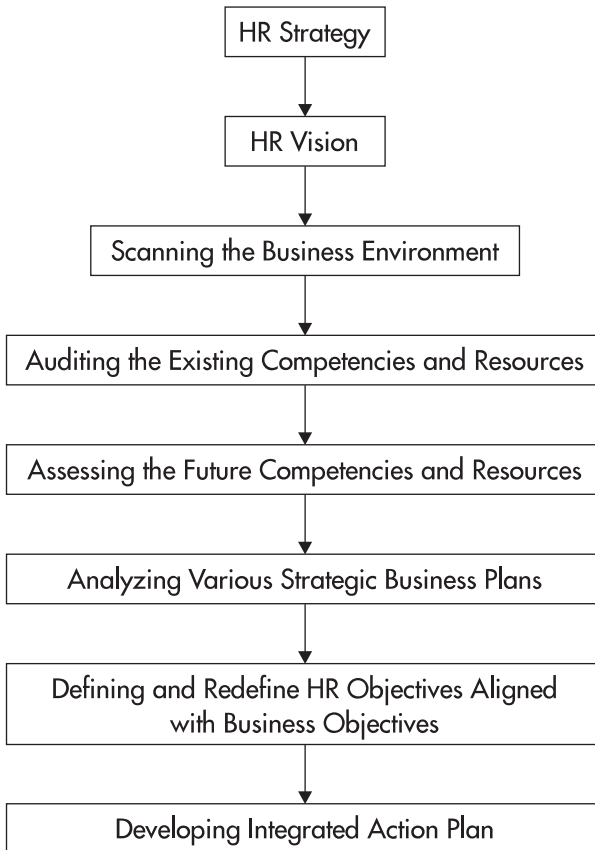 HR Strategy
HR Vision
Scanning the Business Environment
Auditing the Existing Competencies and Resources
Assessing the Future Competencies and Resources
Analyzing Various Strategic Business Plans
Defining and Redefine HR Objectives Aligned
with Business Objectives
Developing Integrated Action Plan